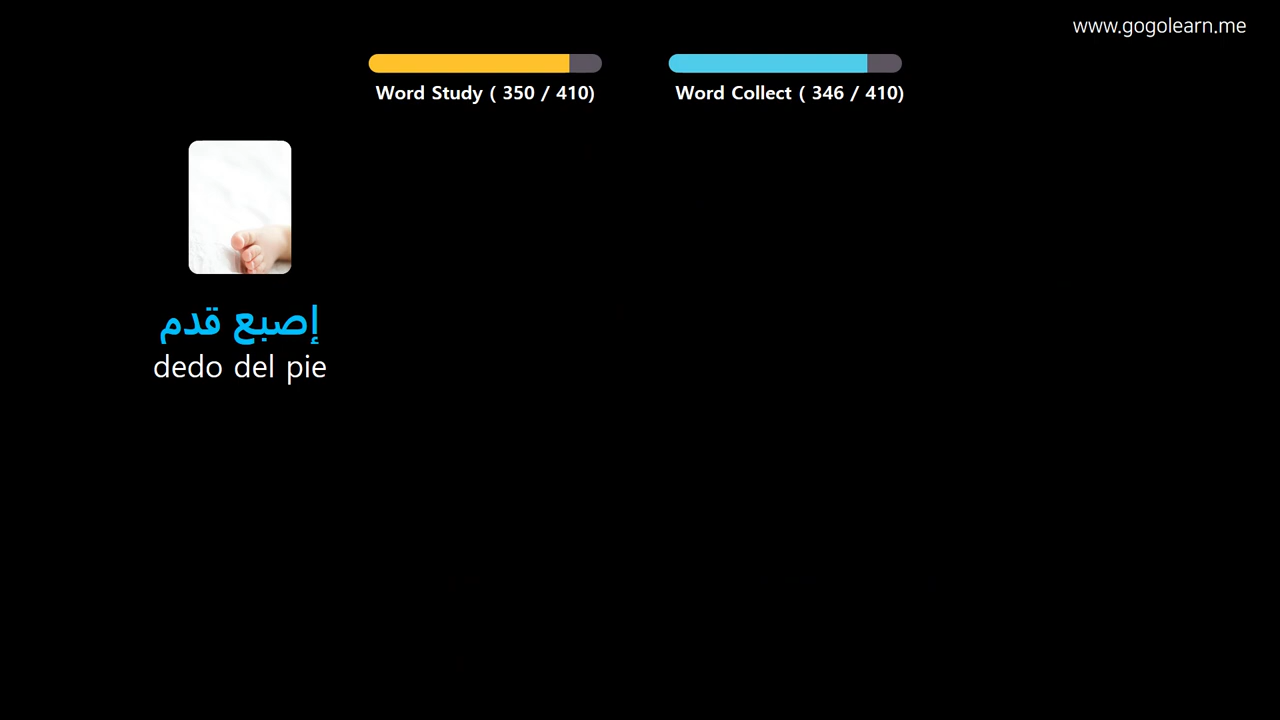 www.gogolearn.me
Word Study ( 350 / 410)
Word Collect ( 346 / 410)
إصبع قدم
dedo del pie